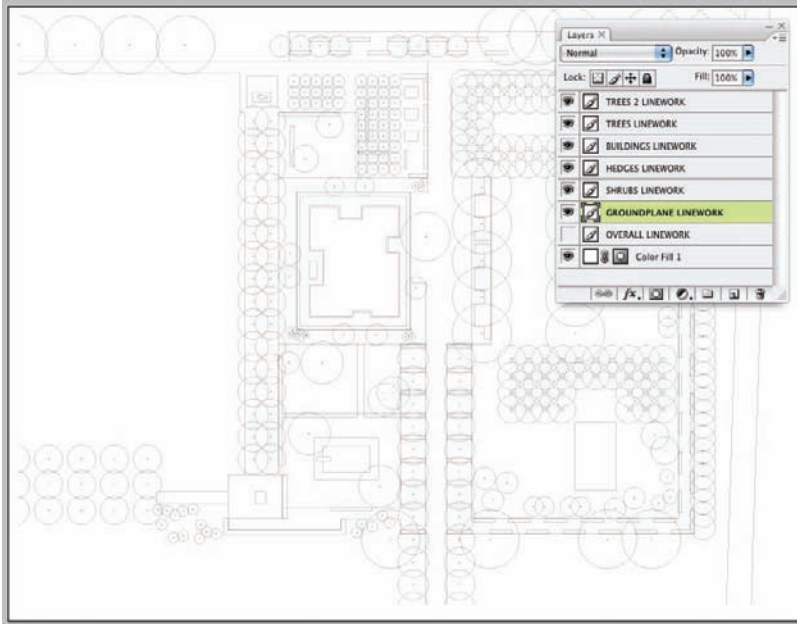 Layers ×
Normal Opacity: 100%
Lock: Fill: 100%
TREES 2 LINEWORK
TREES LINEWORK
BUILDINGS LINEWORK
HEDGES LINEWORK
SHRUBS LINEWORK
GROUNDPLANE LINEWORK
OVERALL LINEWORK
Color Fill 1
fx.